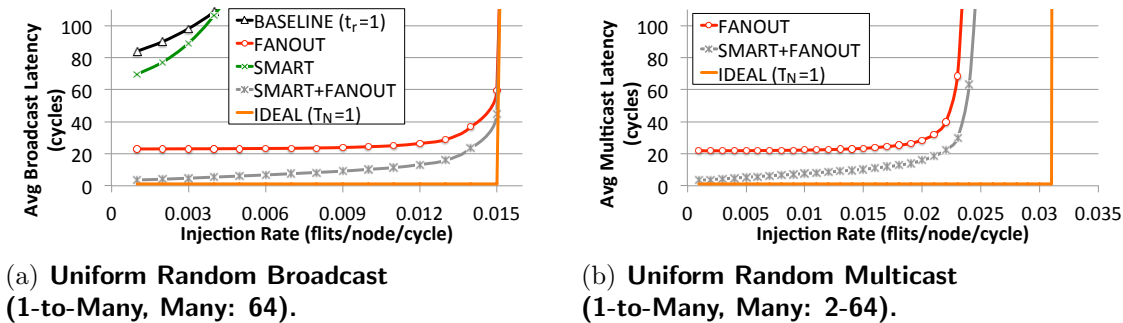 Avg Broadcast Latency
(cycles)
100
80
60
40
20
0
BASELINE (tr=1)
FANOUT
SMART
SMART+FANOUT
IDEAL (TN=1)
0
0.003
0.006
0.009
0.012
0.015
Injection Rate (flits/node/cycle)
(a) Uniform Random Broadcast
(1-to-Many, Many: 64).
Avg Multicast Latency
(cycles)
100
80
60
40
20
0
FANOUT
SMART+FANOUT
IDEAL (TN=1)
0
0.005
0.01
0.015
0.02
0.025
0.03
0.035
Injection Rate (flits/node/cycle)
(b) Uniform Random Multicast
(1-to-Many, Many: 2-64).